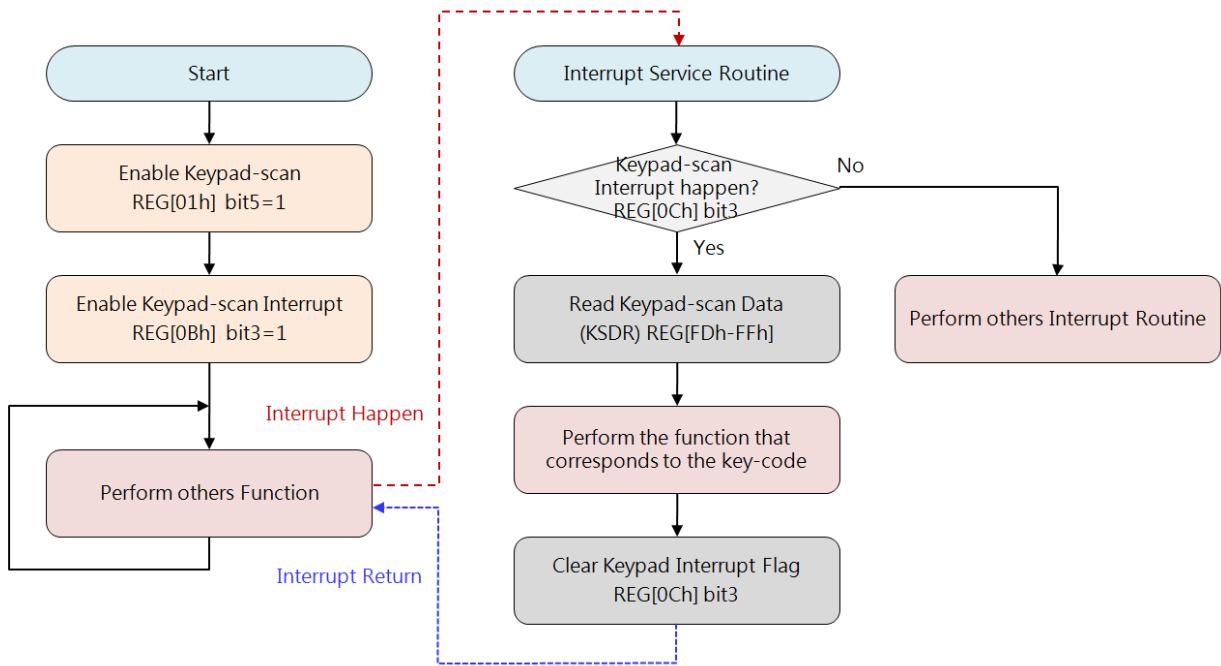 Start
Enable Keypad-scan
REG[01h] bit5=1
Enable Keypad-scan Interrupt
REG[0Bh] bit3=1
Interrupt Happen
Perform others Function
Interrupt Return
Interrupt Service Routine
Keypad-scan
Interrupt happen?
REG[0Ch] bit3
No
Yes
Read Keypad-scan Data
(KSDR) REG[FDh-FFh]
Perform others Interrupt Routine
Perform the function that
corresponds to the key-code
Clear Keypad Interrupt Flag
REG[0Ch] bit3